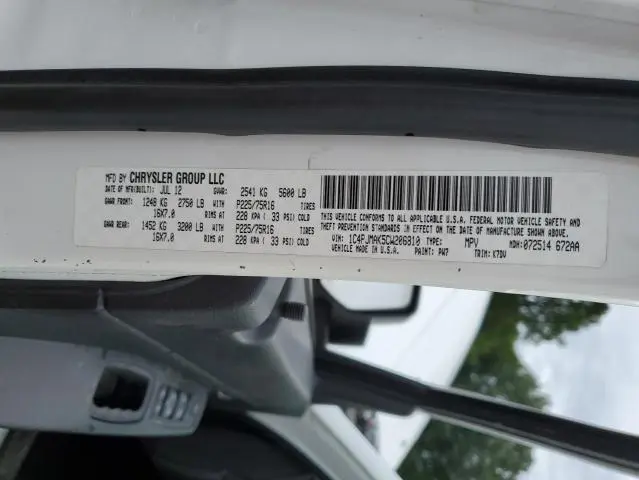 MFD BY CHRYSLER GROUP LLC
DATE OF MFR(BUILT): JUL 12 GVWR: 2541 KG 5600 LB
GAWR FRONT: 1248 KG 2750 LB WITH P225/75R16 TIRES
16X7.0 RIMS AT 228 KPA ( 33 PSI) COLD
GAWR REAR: 1452 KG 3200 LB WITH P225/75R16 TIRES
16X7.0 RIMS AT 228 KPA ( 33 PSI) COLD
THIS VEHICLE CONFORMS TO ALL APPLICABLE U.S.A. FEDERAL MOTOR VEHICLE SAFETY AND
THEFT PREVENTION STANDARDS IN EFFECT ON THE DATE OF MANUFACTURE SHOWN ABOVE.
VIN: 1C4PJMAK5CW206810 TYPE: MPV MDH: 072514 672AA
VEHICLE MADE IN U.S.A. PAINT: PW7 TRIM: K7DV